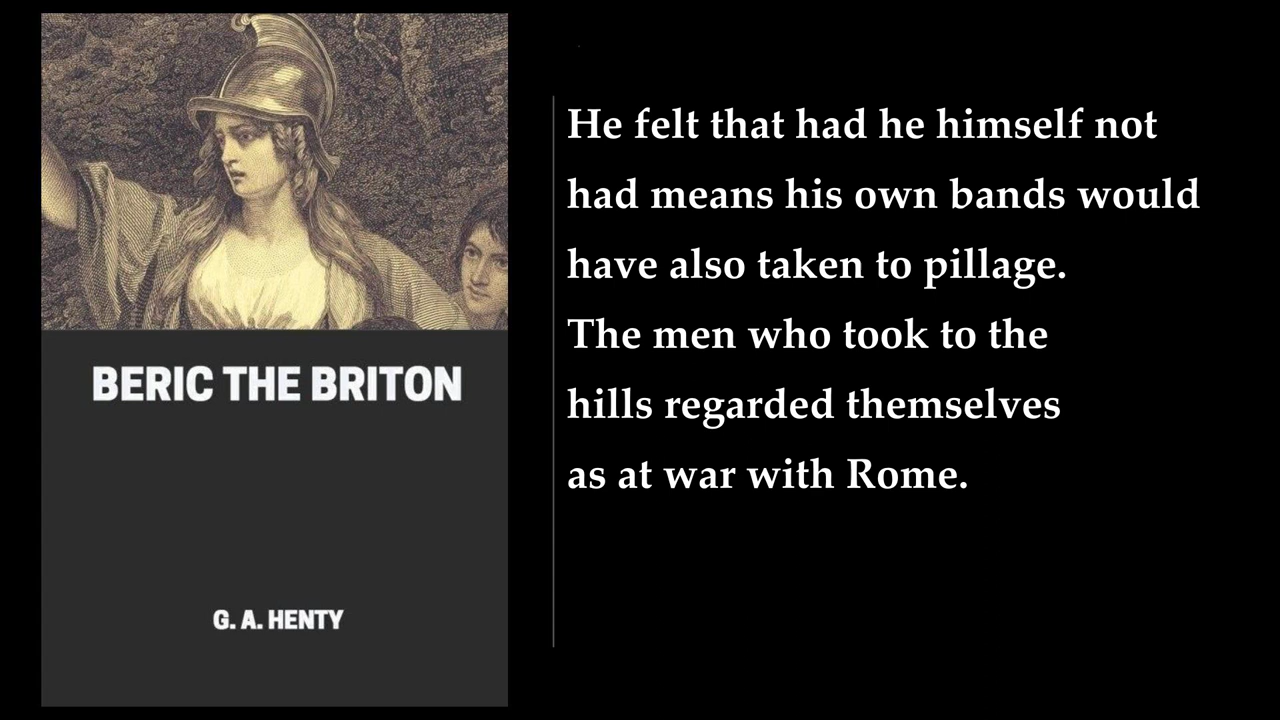 BERIC THE BRITON
G. A. HENTY
He felt that had he himself not
had means his own bands would
have also taken to pillage.
The men who took to the
hills regarded themselves
as at war with Rome.